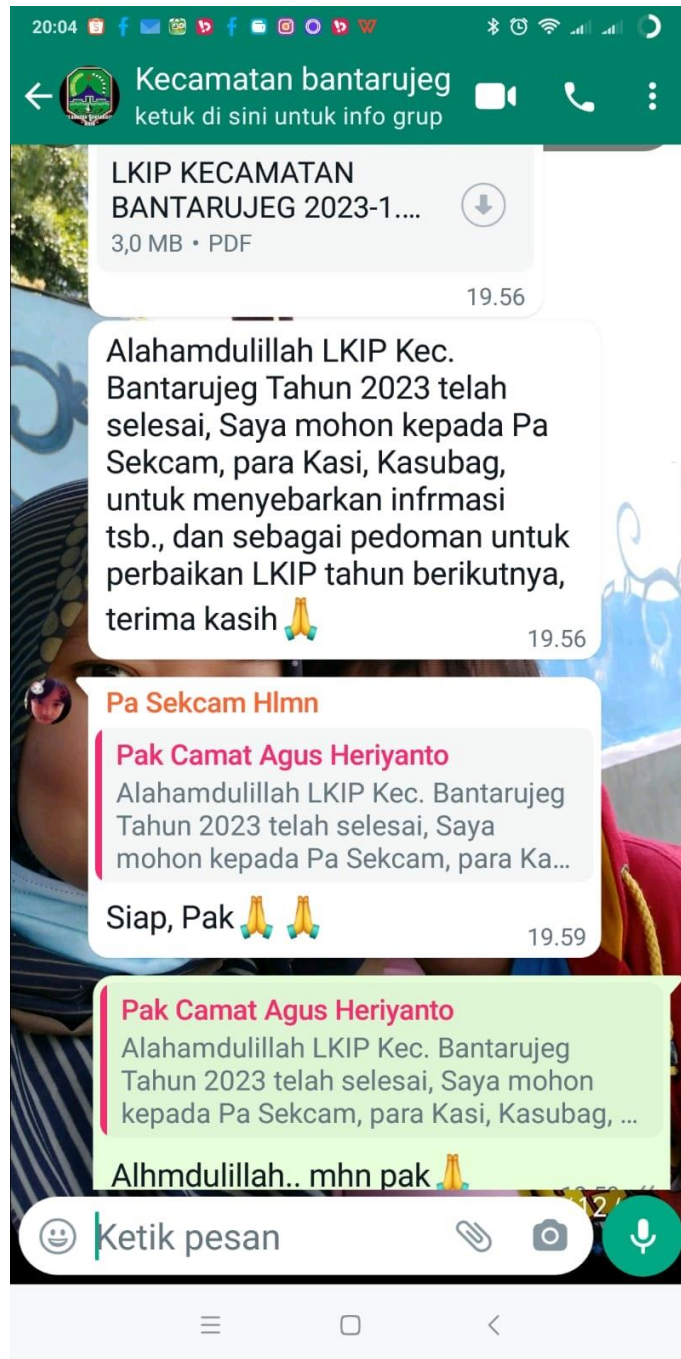 20:04
Kecamatan bantarujeg
ketuk di sini untuk info grup
LKIP KECAMATAN
BANTARUJEG 2023-1....
3,0 MB • PDF
19.56
Alahamdulillah LKIP Kec.
Bantarujeg Tahun 2023 telah
selesai, Saya mohon kepada Pa
Sekcam, para Kasi, Kasubag,
untuk menyebarkan infrmasi
tsb., dan sebagai pedoman untuk
perbaikan LKIP tahun berikutnya,
terima kasih🙏
19.56
Pa Sekcam Hlmn
Pak Camat Agus Heriyanto
Alahamdulillah LKIP Kec. Bantarujeg
Tahun 2023 telah selesai, Saya
mohon kepada Pa Sekcam, para Ka...
Siap, Pak🙏🙏
19.59
Pak Camat Agus Heriyanto
Alahamdulillah LKIP Kec. Bantarujeg
Tahun 2023 telah selesai, Saya mohon
kepada Pa Sekcam, para Kasi, Kasubag, ...
Alhmdulillah.. mhn pak🙏
Ketik pesan